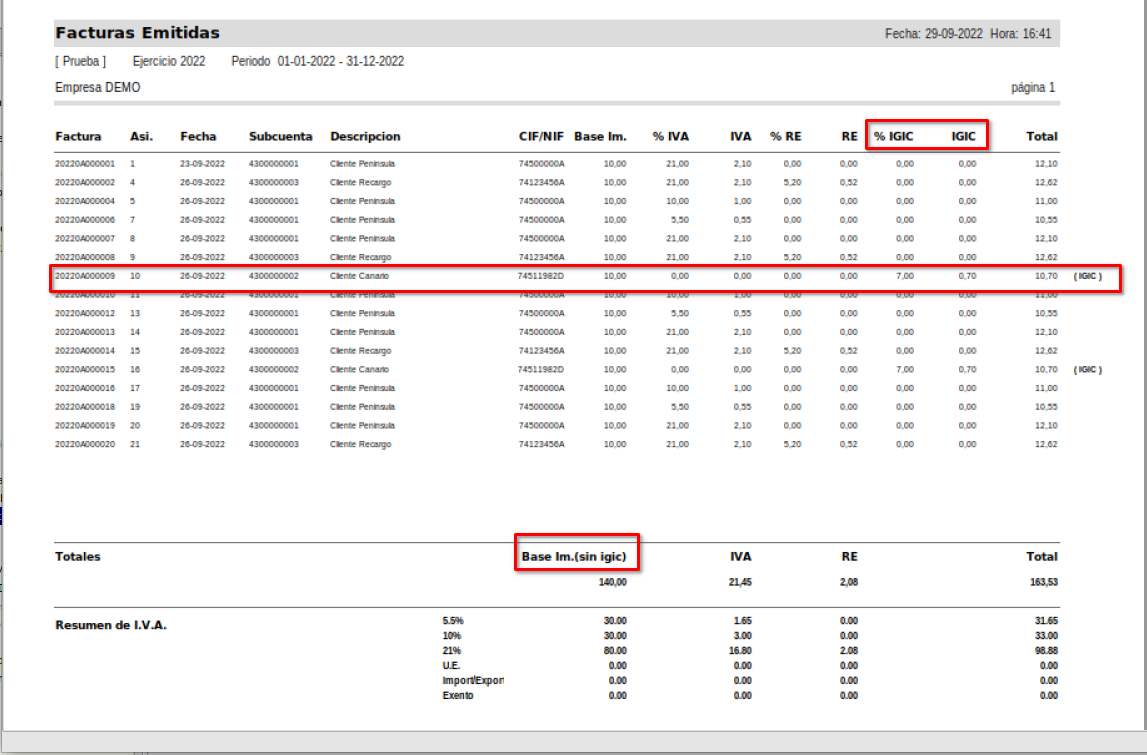 Facturas Emitidas Fecha: 29-09-2022 Hora: 16:41
[ Prueba ] Ejercicio 2022 Periodo 01-01-2022 - 31-12-2022
Empresa DEMO página 1
Factura Asi. Fecha Subcuenta Descripcion CIF/NIF Base Im. % IVA IVA % RE RE % IGIC IGIC Total
20220A000001 1 23-09-2022 4300000001 Cliente Peninsula 74500000A 10,00 21,00 2,10 0,00 0,00 0,00 0,00 12,10
20220A000002 4 26-09-2022 4300000003 Cliente Recargo 74123456A 10,00 21,00 2,10 5,20 0,52 0,00 0,00 12,62
20220A000004 5 26-09-2022 4300000001 Cliente Peninsula 74500000A 10,00 10,00 1,00 0,00 0,00 0,00 0,00 11,00
20220A000006 7 26-09-2022 4300000001 Cliente Peninsula 74500000A 10,00 5,50 0,55 0,00 0,00 0,00 0,00 10,55
20220A000007 8 26-09-2022 4300000001 Cliente Peninsula 74500000A 10,00 21,00 2,10 0,00 0,00 0,00 0,00 12,10
20220A000008 9 26-09-2022 4300000003 Cliente Recargo 74123456A 10,00 21,00 2,10 5,20 0,52 0,00 0,00 12,62
20220A000009 10 26-09-2022 4300000002 Cliente Canario 74511982D 10,00 0,00 0,00 0,00 0,00 7,00 0,70 10,70 ( IGIC )
20220A000010 11 26-09-2022 4300000001 Cliente Peninsula 74500000A 10,00 10,00 1,00 0,00 0,00 0,00 0,00 11,00
20220A000012 13 26-09-2022 4300000001 Cliente Peninsula 74500000A 10,00 5,50 0,55 0,00 0,00 0,00 0,00 10,55
20220A000013 14 26-09-2022 4300000001 Cliente Peninsula 74500000A 10,00 21,00 2,10 0,00 0,00 0,00 0,00 12,10
20220A000014 15 26-09-2022 4300000003 Cliente Recargo 74123456A 10,00 21,00 2,10 5,20 0,52 0,00 0,00 12,62
20220A000015 16 26-09-2022 4300000002 Cliente Canario 74511982D 10,00 0,00 0,00 0,00 0,00 7,00 0,70 10,70 ( IGIC )
20220A000016 17 26-09-2022 4300000001 Cliente Peninsula 74500000A 10,00 10,00 1,00 0,00 0,00 0,00 0,00 11,00
20220A000018 19 26-09-2022 4300000001 Cliente Peninsula 74500000A 10,00 5,50 0,55 0,00 0,00 0,00 0,00 10,55
20220A000019 20 26-09-2022 4300000001 Cliente Peninsula 74500000A 10,00 21,00 2,10 0,00 0,00 0,00 0,00 12,10
20220A000020 21 26-09-2022 4300000003 Cliente Recargo 74123456A 10,00 21,00 2,10 5,20 0,52 0,00 0,00 12,62
Totales Base Im.(sin igic) IVA RE Total
140,00 21,45 2,08 163,53
Resumen de I.V.A. 5.5% 30.00 1.65 0.00 31.65
10% 30.00 3.00 0.00 33.00
21% 80.00 16.80 2.08 98.88
U.E. 0.00 0.00 0.00 0.00
Import/Export 0.00 0.00 0.00 0.00
Exento 0.00 0.00 0.00 0.00